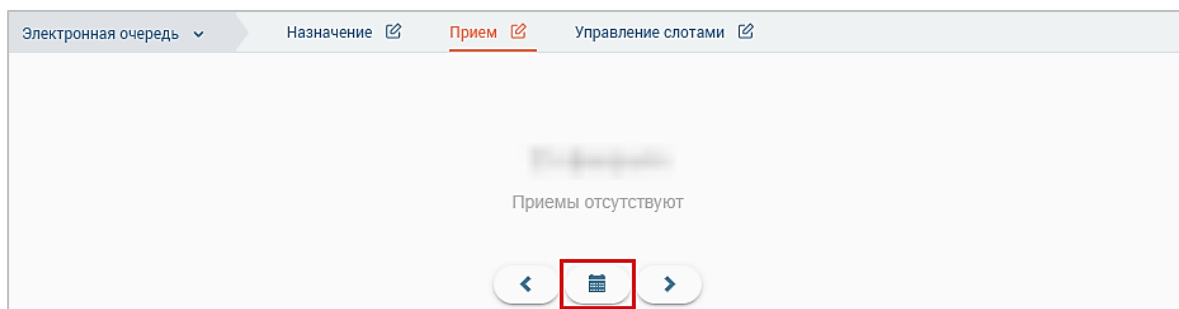 Электронная очередь Назначение Прием Управление слотами
Приемы отсутствуют